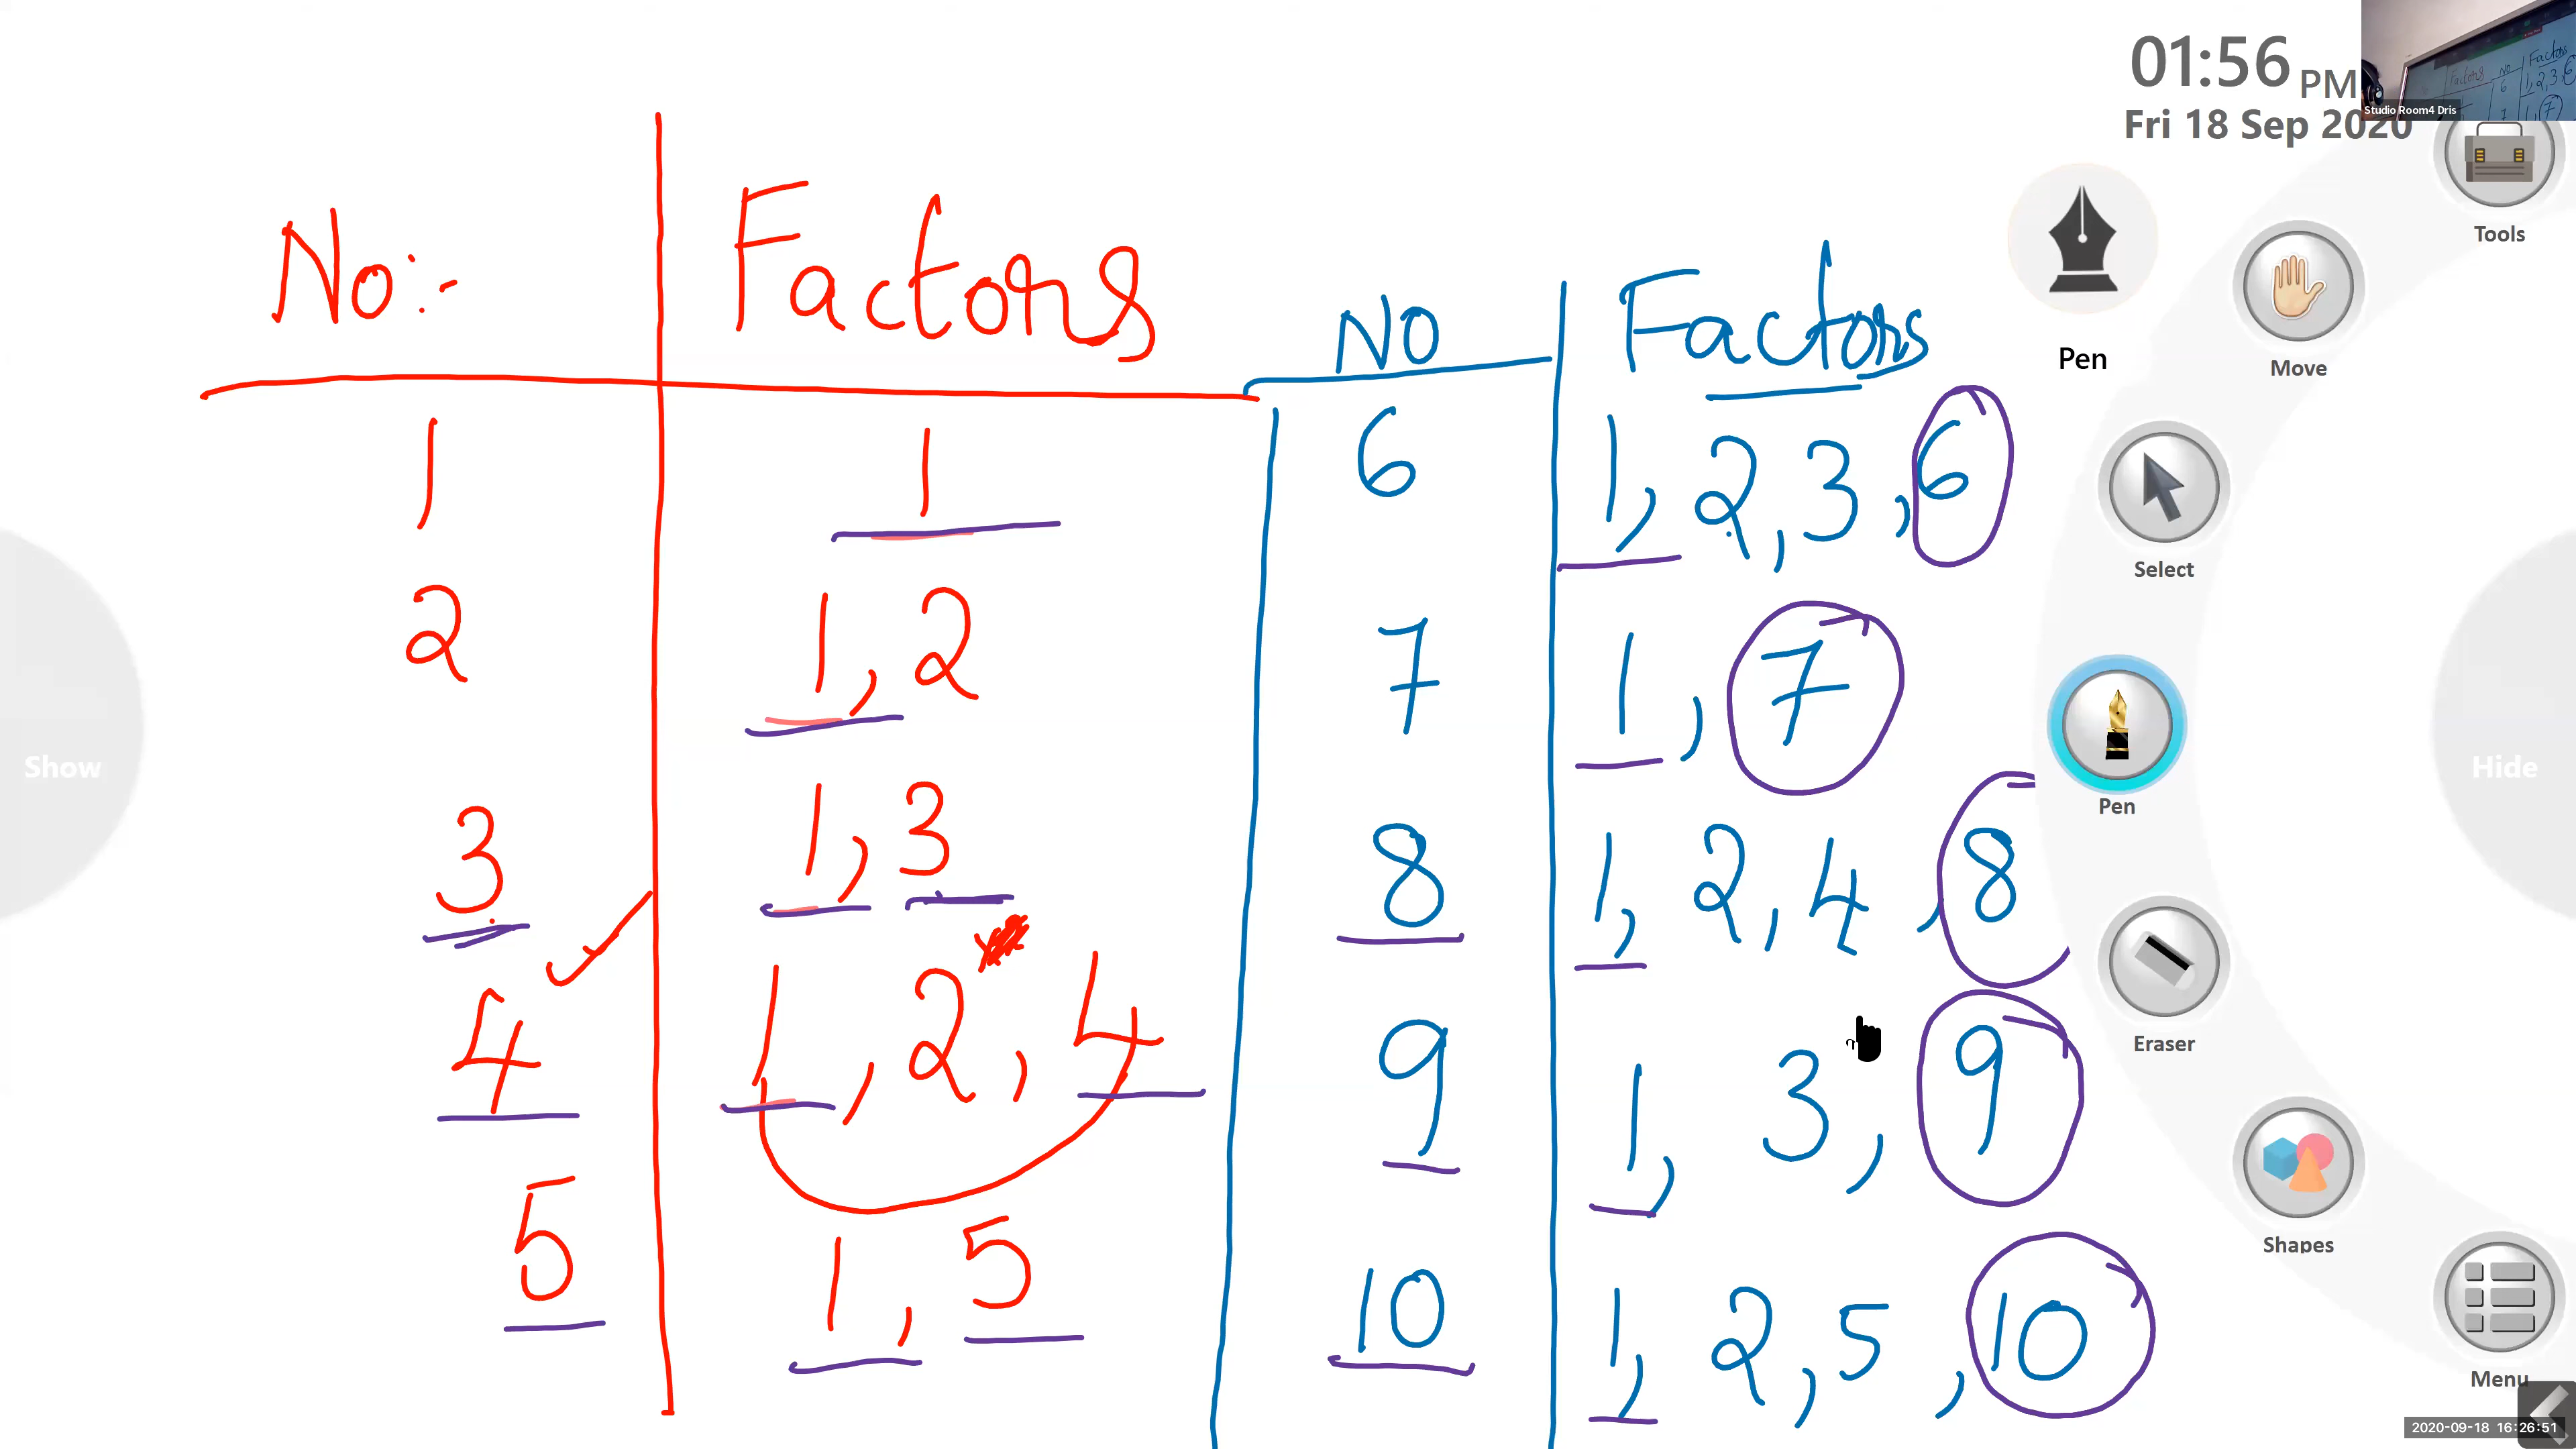 01:56 PM
Fri 18 Sep 2020
Studio Room4 Dris
Tools
Move
Pen
Select
Pen
Eraser
Shapes
Menu
Show
Hide
No:- Factors
1 1
2 1, 2
3 1, 3
4 1, 2, 4
5 1, 5
NO Factors
6 1, 2, 3, 6
7 1, 7
8 1, 2, 4, 8
9 1, 3, 9
10 1, 2, 5, 10
2020-09-18 16:26:51